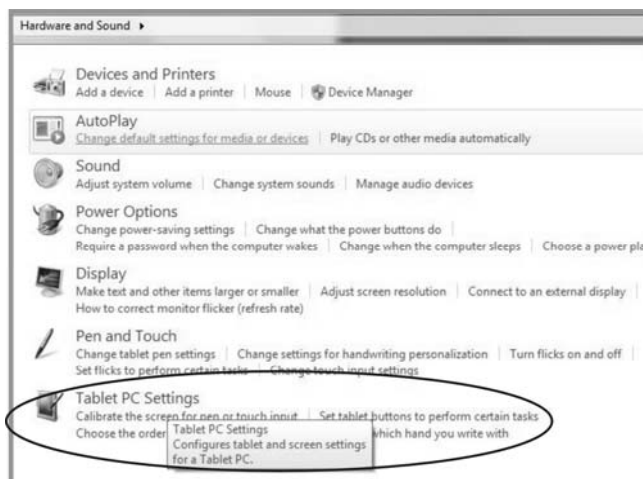 Hardware and Sound
Devices and Printers
Add a device | Add a printer | Mouse | Device Manager
AutoPlay
Change default settings for media or devices | Play CDs or other media automatically
Sound
Adjust system volume | Change system sounds | Manage audio devices
Power Options
Change power-saving settings | Change what the power buttons do |
Require a password when the computer wakes | Change when the computer sleeps | Choose a power pla
Display
Make text and other items larger or smaller | Adjust screen resolution | Connect to an external display |
How to correct monitor flicker (refresh rate)
Pen and Touch
Change tablet pen settings | Change settings for handwriting personalization | Turn flicks on and off |
Set flicks to perform certain tasks | Change touch input settings
Tablet PC Settings
Calibrate the screen for pen or touch input | Set tablet buttons to perform certain tasks
Choose the order which hand you write with
Tablet PC Settings
Configures tablet and screen settings
for a Tablet PC.